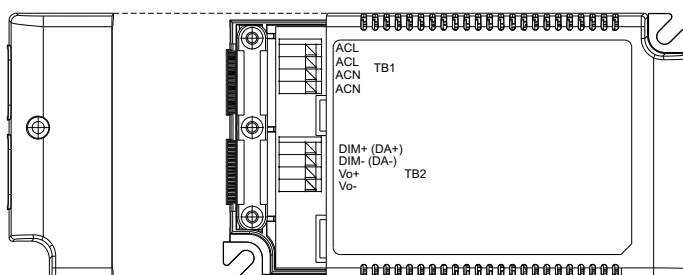 ACL
ACL
ACN
ACN
TB1
DIM+ (DA+)
DIM- (DA-)
Vo+
Vo-
TB2